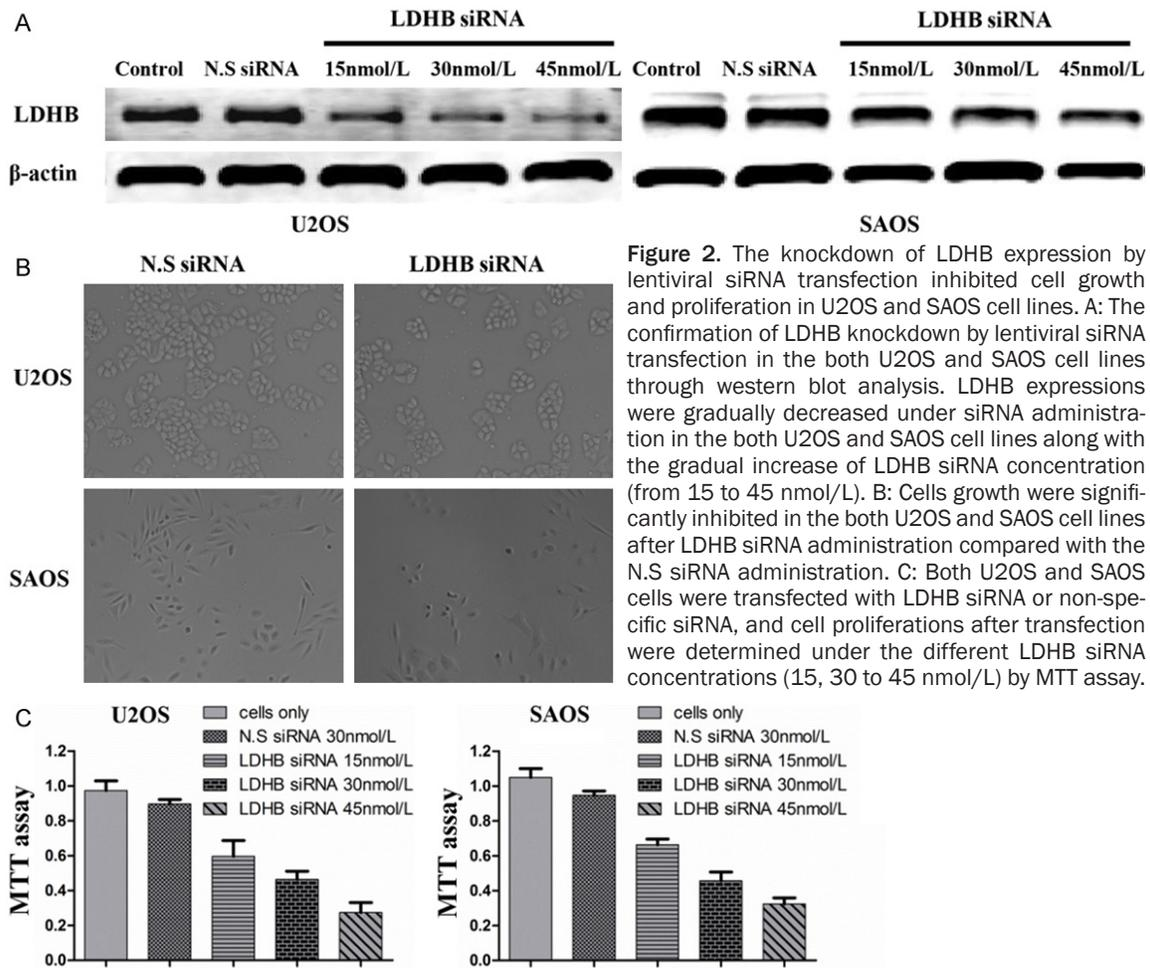 A
LDHB siRNA
LDHB siRNA
Control N.S siRNA 15nmol/L 30nmol/L 45nmol/L
Control N.S siRNA 15nmol/L 30nmol/L 45nmol/L
LDHB
β-actin
U2OS
SAOS
B
N.S siRNA
LDHB siRNA
U2OS
SAOS
Figure 2. The knockdown of LDHB expression by
lentiviral siRNA transfection inhibited cell growth
and proliferation in U2OS and SAOS cell lines. A: The
confirmation of LDHB knockdown by lentiviral siRNA
transfection in the both U2OS and SAOS cell lines
through western blot analysis. LDHB expressions
were gradually decreased under siRNA administra-
tion in the both U2OS and SAOS cell lines along with
the gradual increase of LDHB siRNA concentration
(from 15 to 45 nmol/L). B: Cells growth were signifi-
cantly inhibited in the both U2OS and SAOS cell lines
after LDHB siRNA administration compared with the
N.S siRNA administration. C: Both U2OS and SAOS
cells were transfected with LDHB siRNA or non-spe-
cific siRNA, and cell proliferations after transfection
were determined under the different LDHB siRNA
concentrations (15, 30 to 45 nmol/L) by MTT assay.
C
U2OS
cells only
N.S siRNA 30nmol/L
LDHB siRNA 15nmol/L
LDHB siRNA 30nmol/L
LDHB siRNA 45nmol/L
MTT assay
1.2
1.0
0.8
0.6
0.4
0.2
0.0
SAOS
cells only
N.S siRNA 30nmol/L
LDHB siRNA 15nmol/L
LDHB siRNA 30nmol/L
LDHB siRNA 45nmol/L
MTT assay
1.2
1.0
0.8
0.6
0.4
0.2
0.0